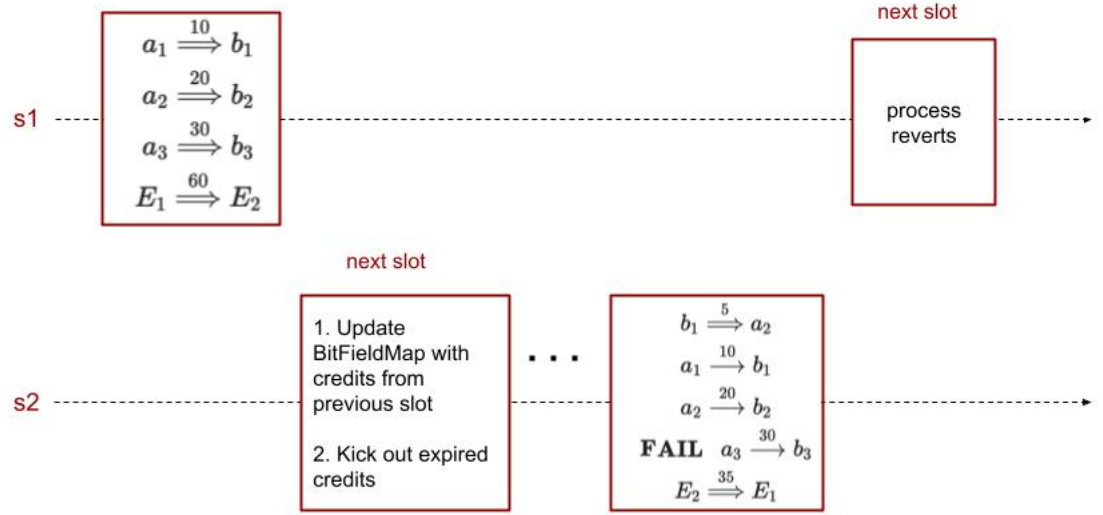 next slot
a₁ ⟹ b₁ 10
a₂ ⟹ b₂ 20
a₃ ⟹ b₃ 30
E₁ ⟹ E₂ 60
s1
process
reverts
next slot
1. Update
BitFieldMap with
credits from
previous slot
2. Kick out expired
credits
...
b₁ ⟹ a₂ 5
a₁ ⟶ b₁ 10
a₂ ⟶ b₂ 20
FAIL a₃ ⟶ b₃ 30
E₂ ⟹ E₁ 35
s2